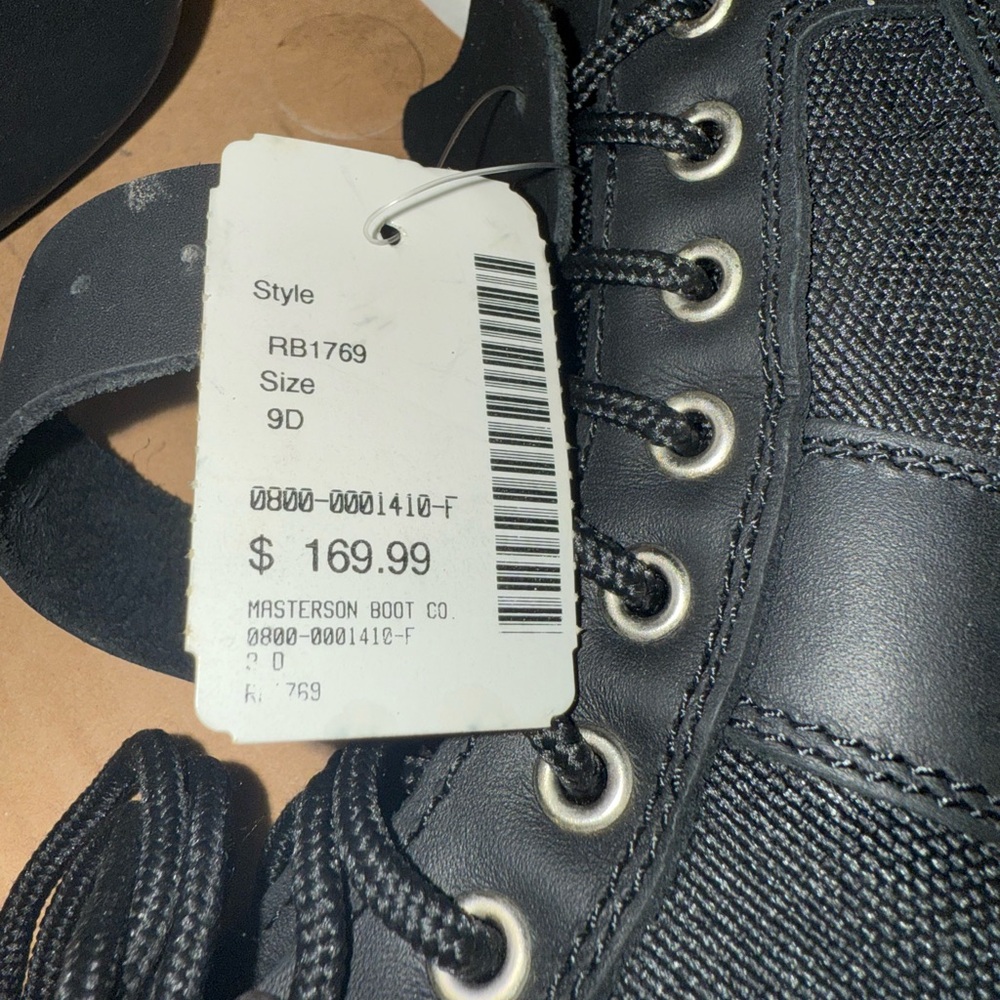 Style
RB1769
Size
9D
0800-0001410-F
$ 169.99
MASTERSON BOOT CO.
0800-0001410-F
D